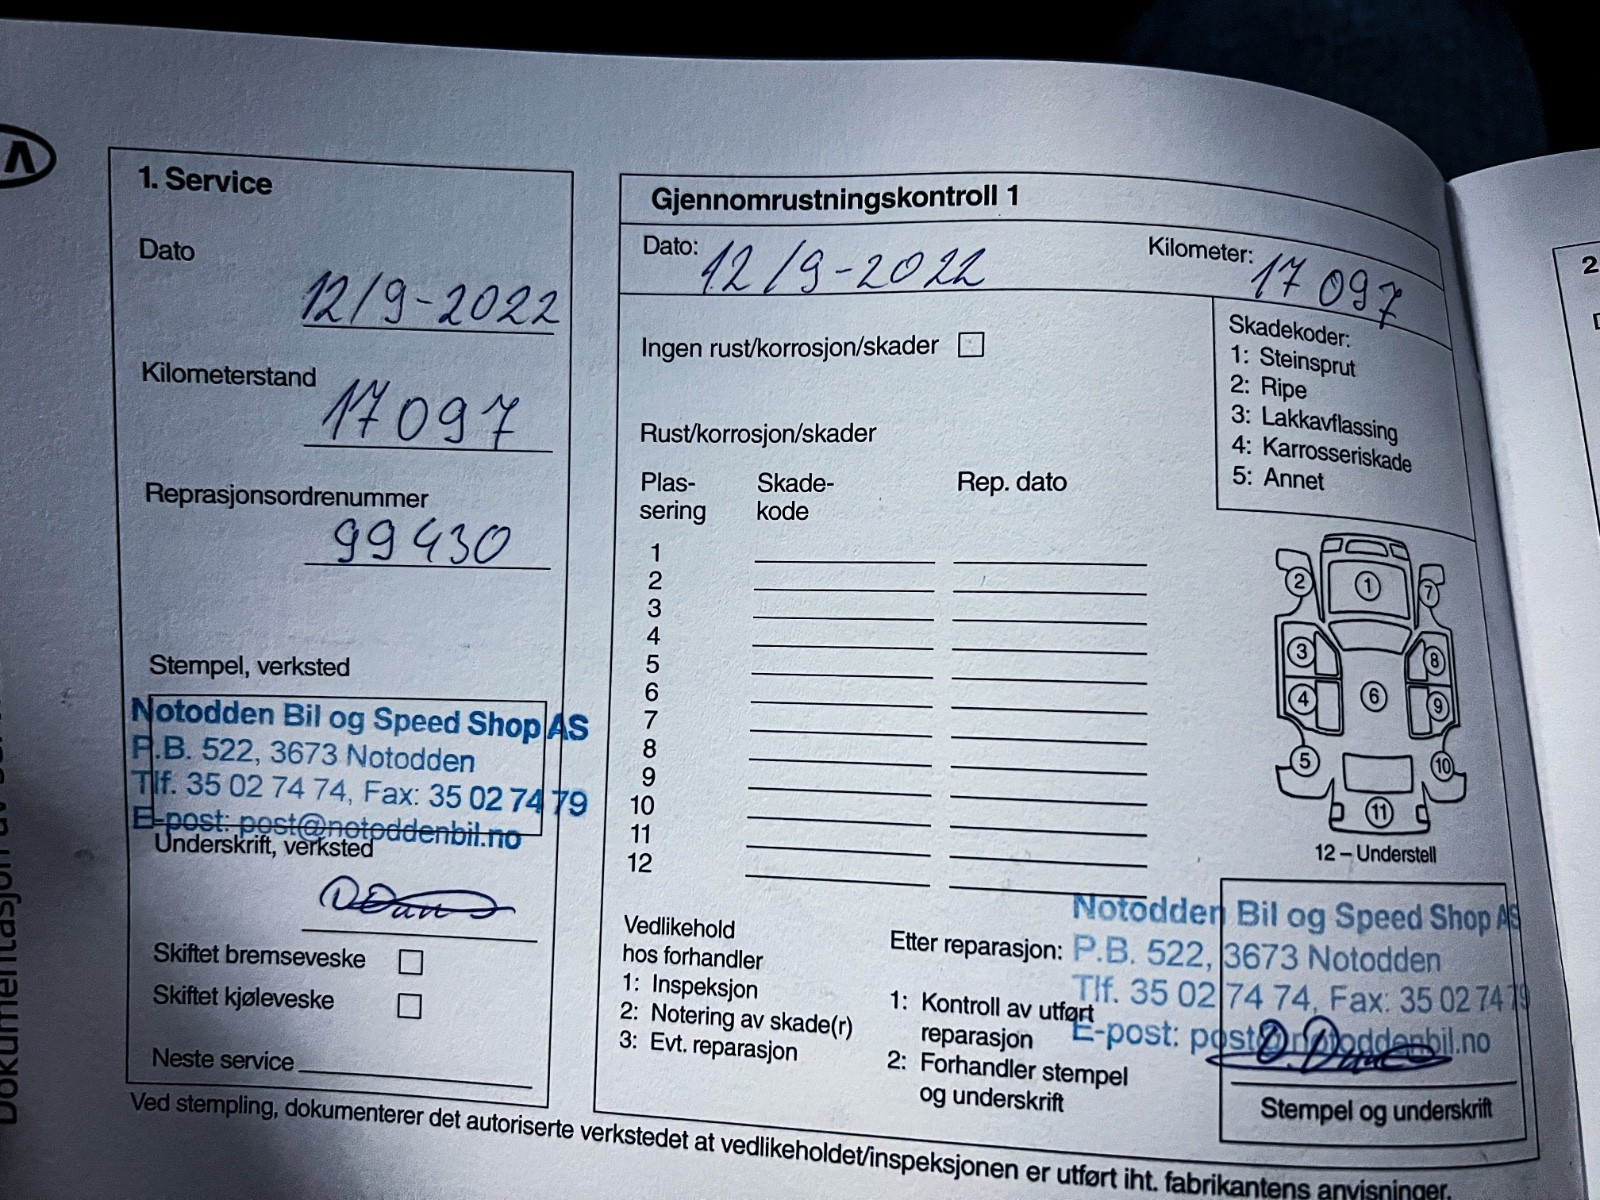 1. Service
Dato
12/9-2022
Kilometerstand
17 097
Reprasjonsordrenummer
99430
Stempel, verksted
Notodden Bil og Speed Shop AS
P.B. 522, 3673 Notodden
Tlf. 35 02 74 74, Fax: 35 02 74 79
E-post: post@notoddenbil.no
Underskrift, verksted
Skiftet bremseveske
Skiftet kjøleveske
Neste service
Gjennomrustningskontroll 1
Dato: 12/9-2022
Kilometer: 17 097
Ingen rust/korrosjon/skader
Skadekoder:
1: Steinsprut
2: Ripe
3: Lakkavflassing
4: Karrosseriskade
5: Annet
Rust/korrosjon/skader
Plas-
sering
Skade-
kode
Rep. dato
1
2
3
4
5
6
7
8
9
10
11
12
2 1 7
3 8
4 6 9
5 10
11
12 – Understell
Vedlikehold
hos forhandler
1: Inspeksjon
2: Notering av skade(r)
3: Evt. reparasjon
Etter reparasjon:
1: Kontroll av utført
reparasjon
2: Forhandler stempel
og underskrift
Notodden Bil og Speed Shop AS
P.B. 522, 3673 Notodden
Tlf. 35 02 74 74, Fax: 35 02 74 79
E-post: post@notoddenbil.no
Stempel og underskrift
Ved stempling, dokumenterer det autoriserte verkstedet at vedlikeholdet/inspeksjonen er utført iht. fabrikantens anvisninger.
2